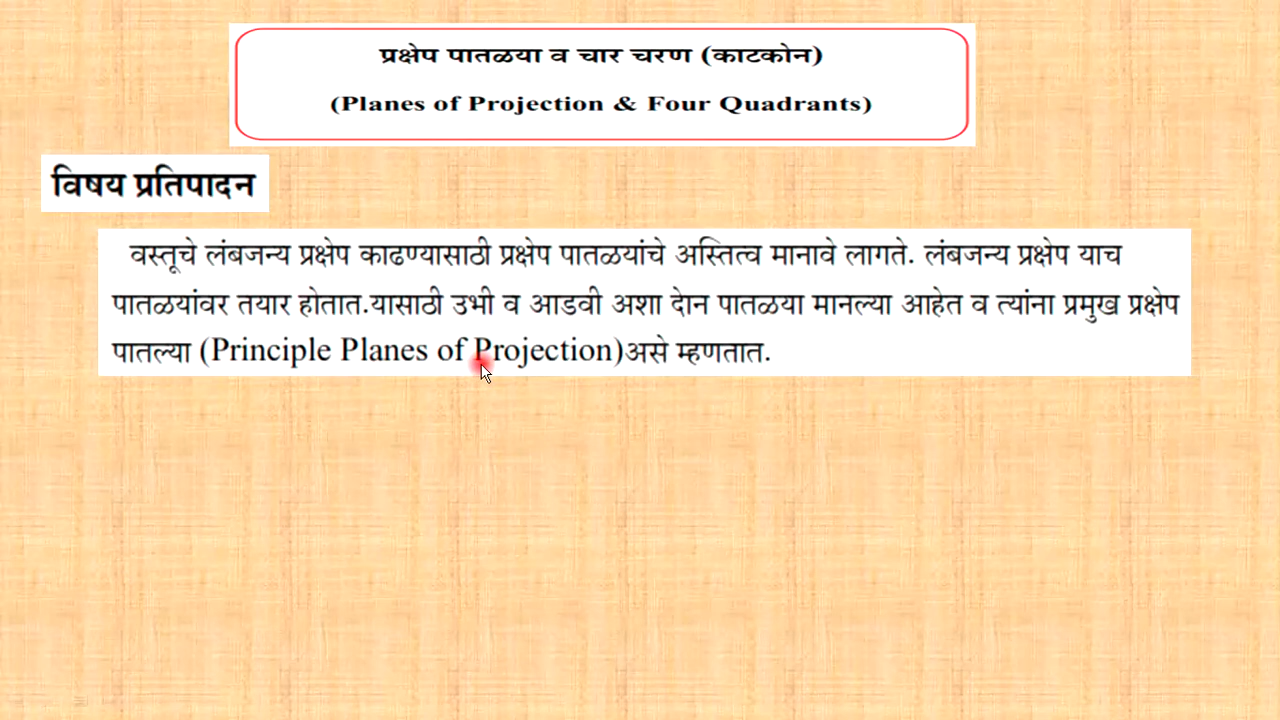 प्रक्षेप पातळया व चार चरण (काटकोन)
(Planes of Projection & Four Quadrants)
विषय प्रतिपादन
वस्तूचे लंबजन्य प्रक्षेप काढण्यासाठी प्रक्षेप पातळयांचे अस्तित्व मानावे लागते. लंबजन्य प्रक्षेप याच
पातळयांवर तयार होतात.यासाठी उभी व आडवी अशा दोन पातळया मानल्या आहेत व त्यांना प्रमुख प्रक्षेप
पातल्या (Principle Planes of Projection)असे म्हणतात.